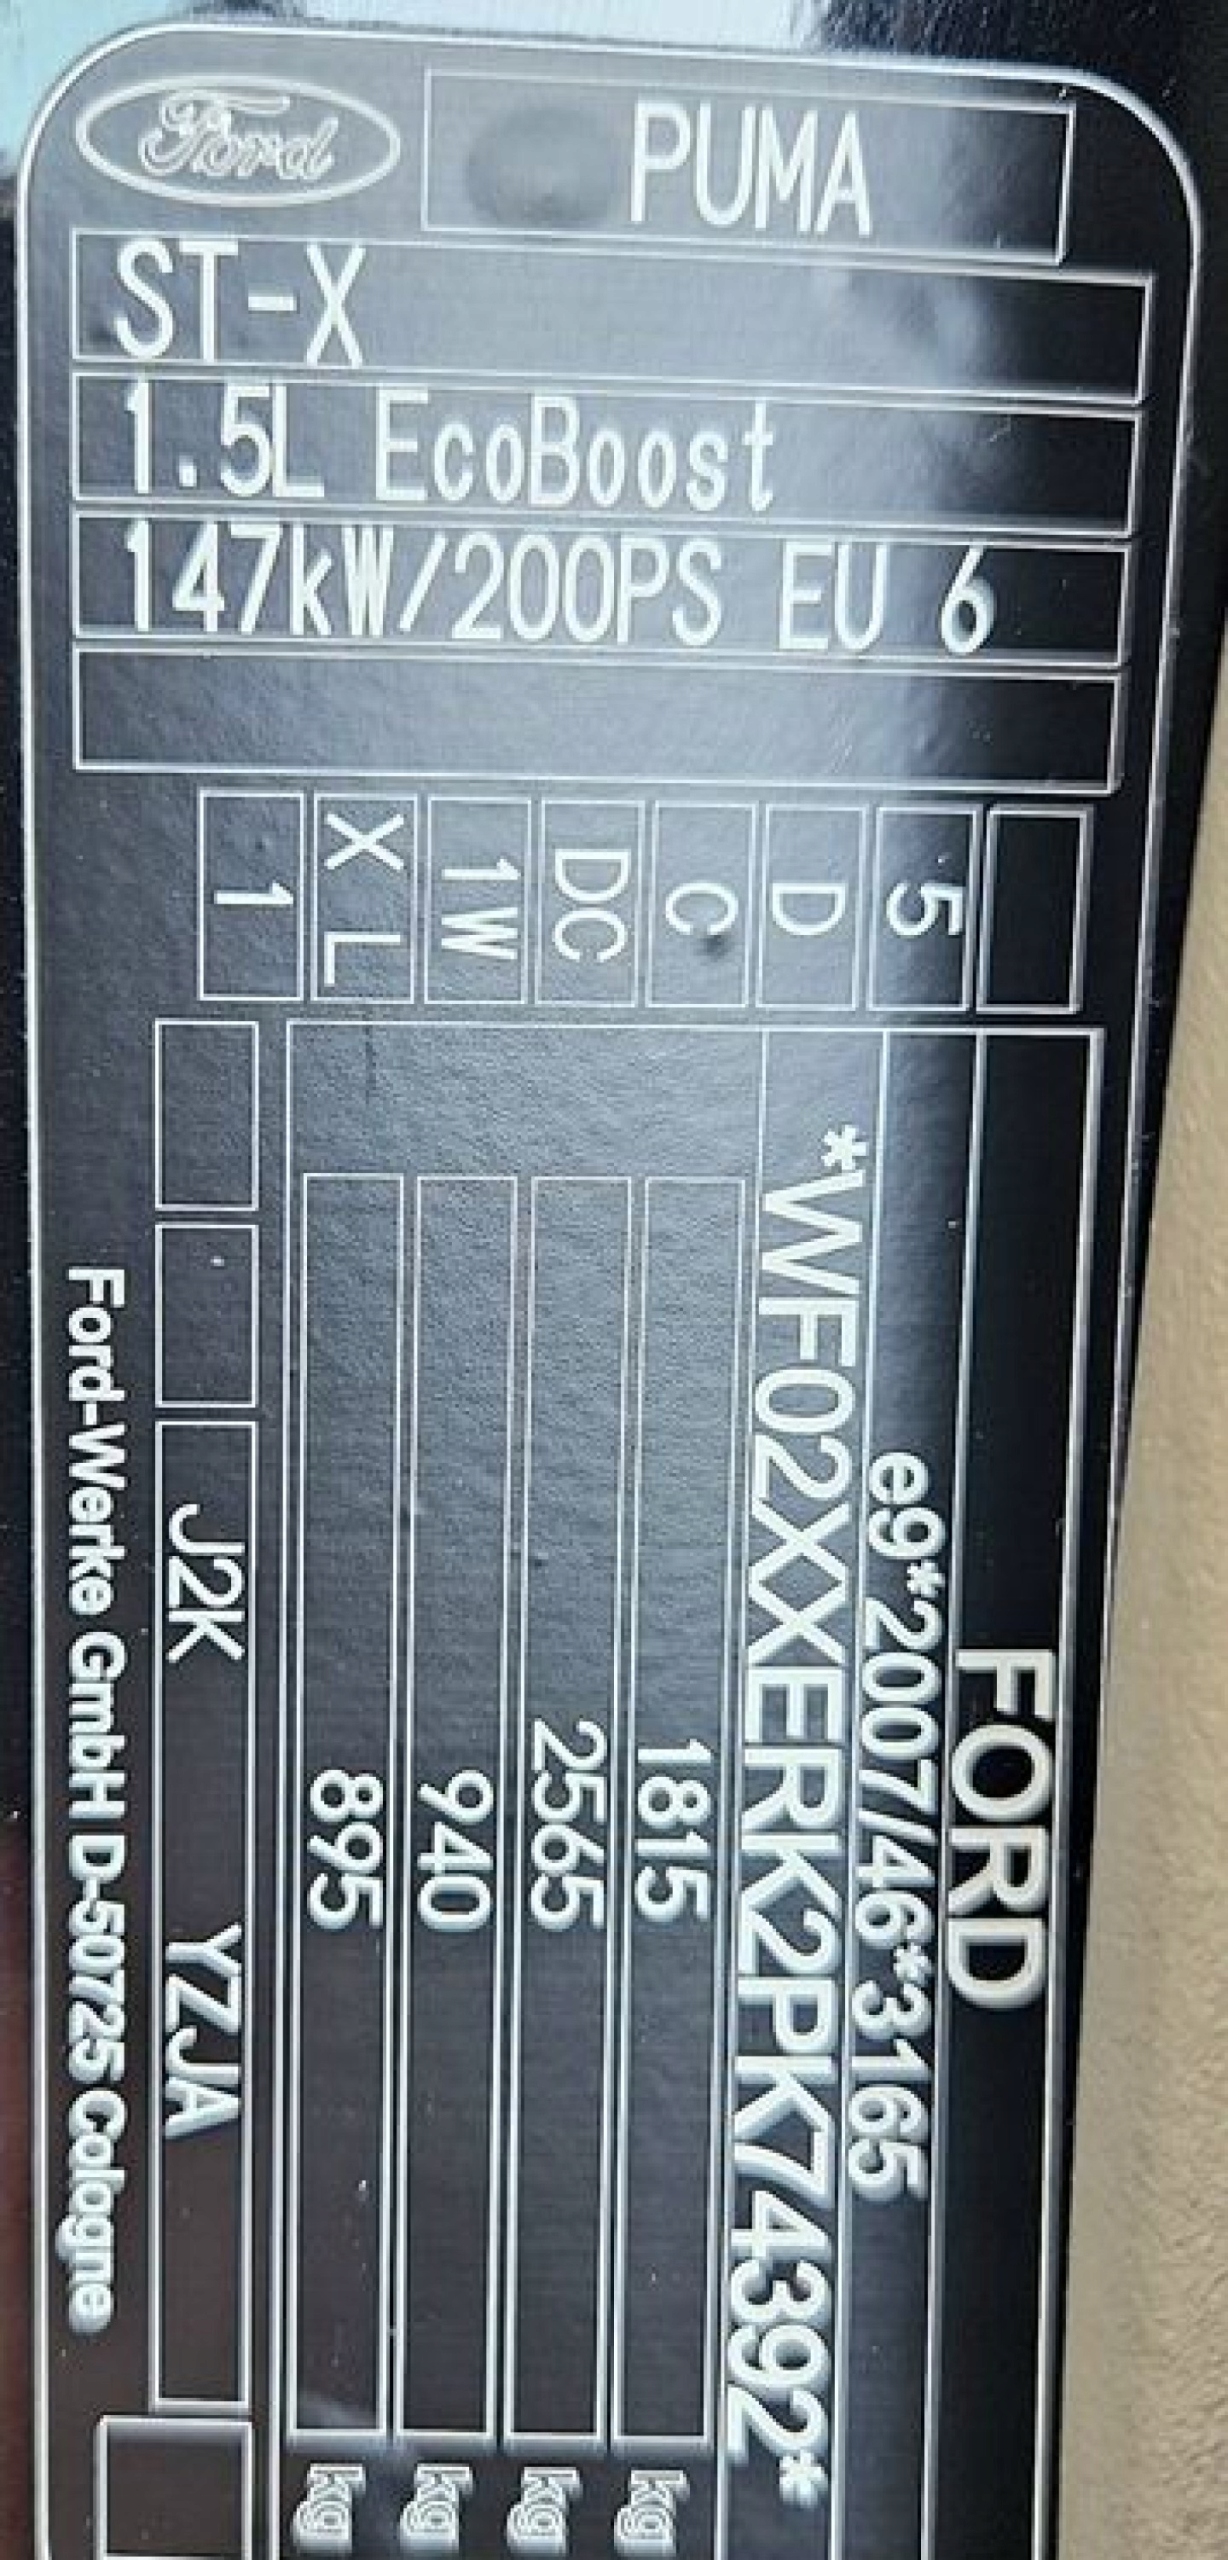 Ford
PUMA
ST-X
1.5L EcoBoost
147kW/200PS EU 6
5
D
C
DC
1W
X L
1
FORD
e9*2007/46*3165
*WF02XXERK2PK74392*
1815 kg
2565 kg
940 kg
895 kg
J2K YZJA
Ford-Werke GmbH D-50725 Cologne